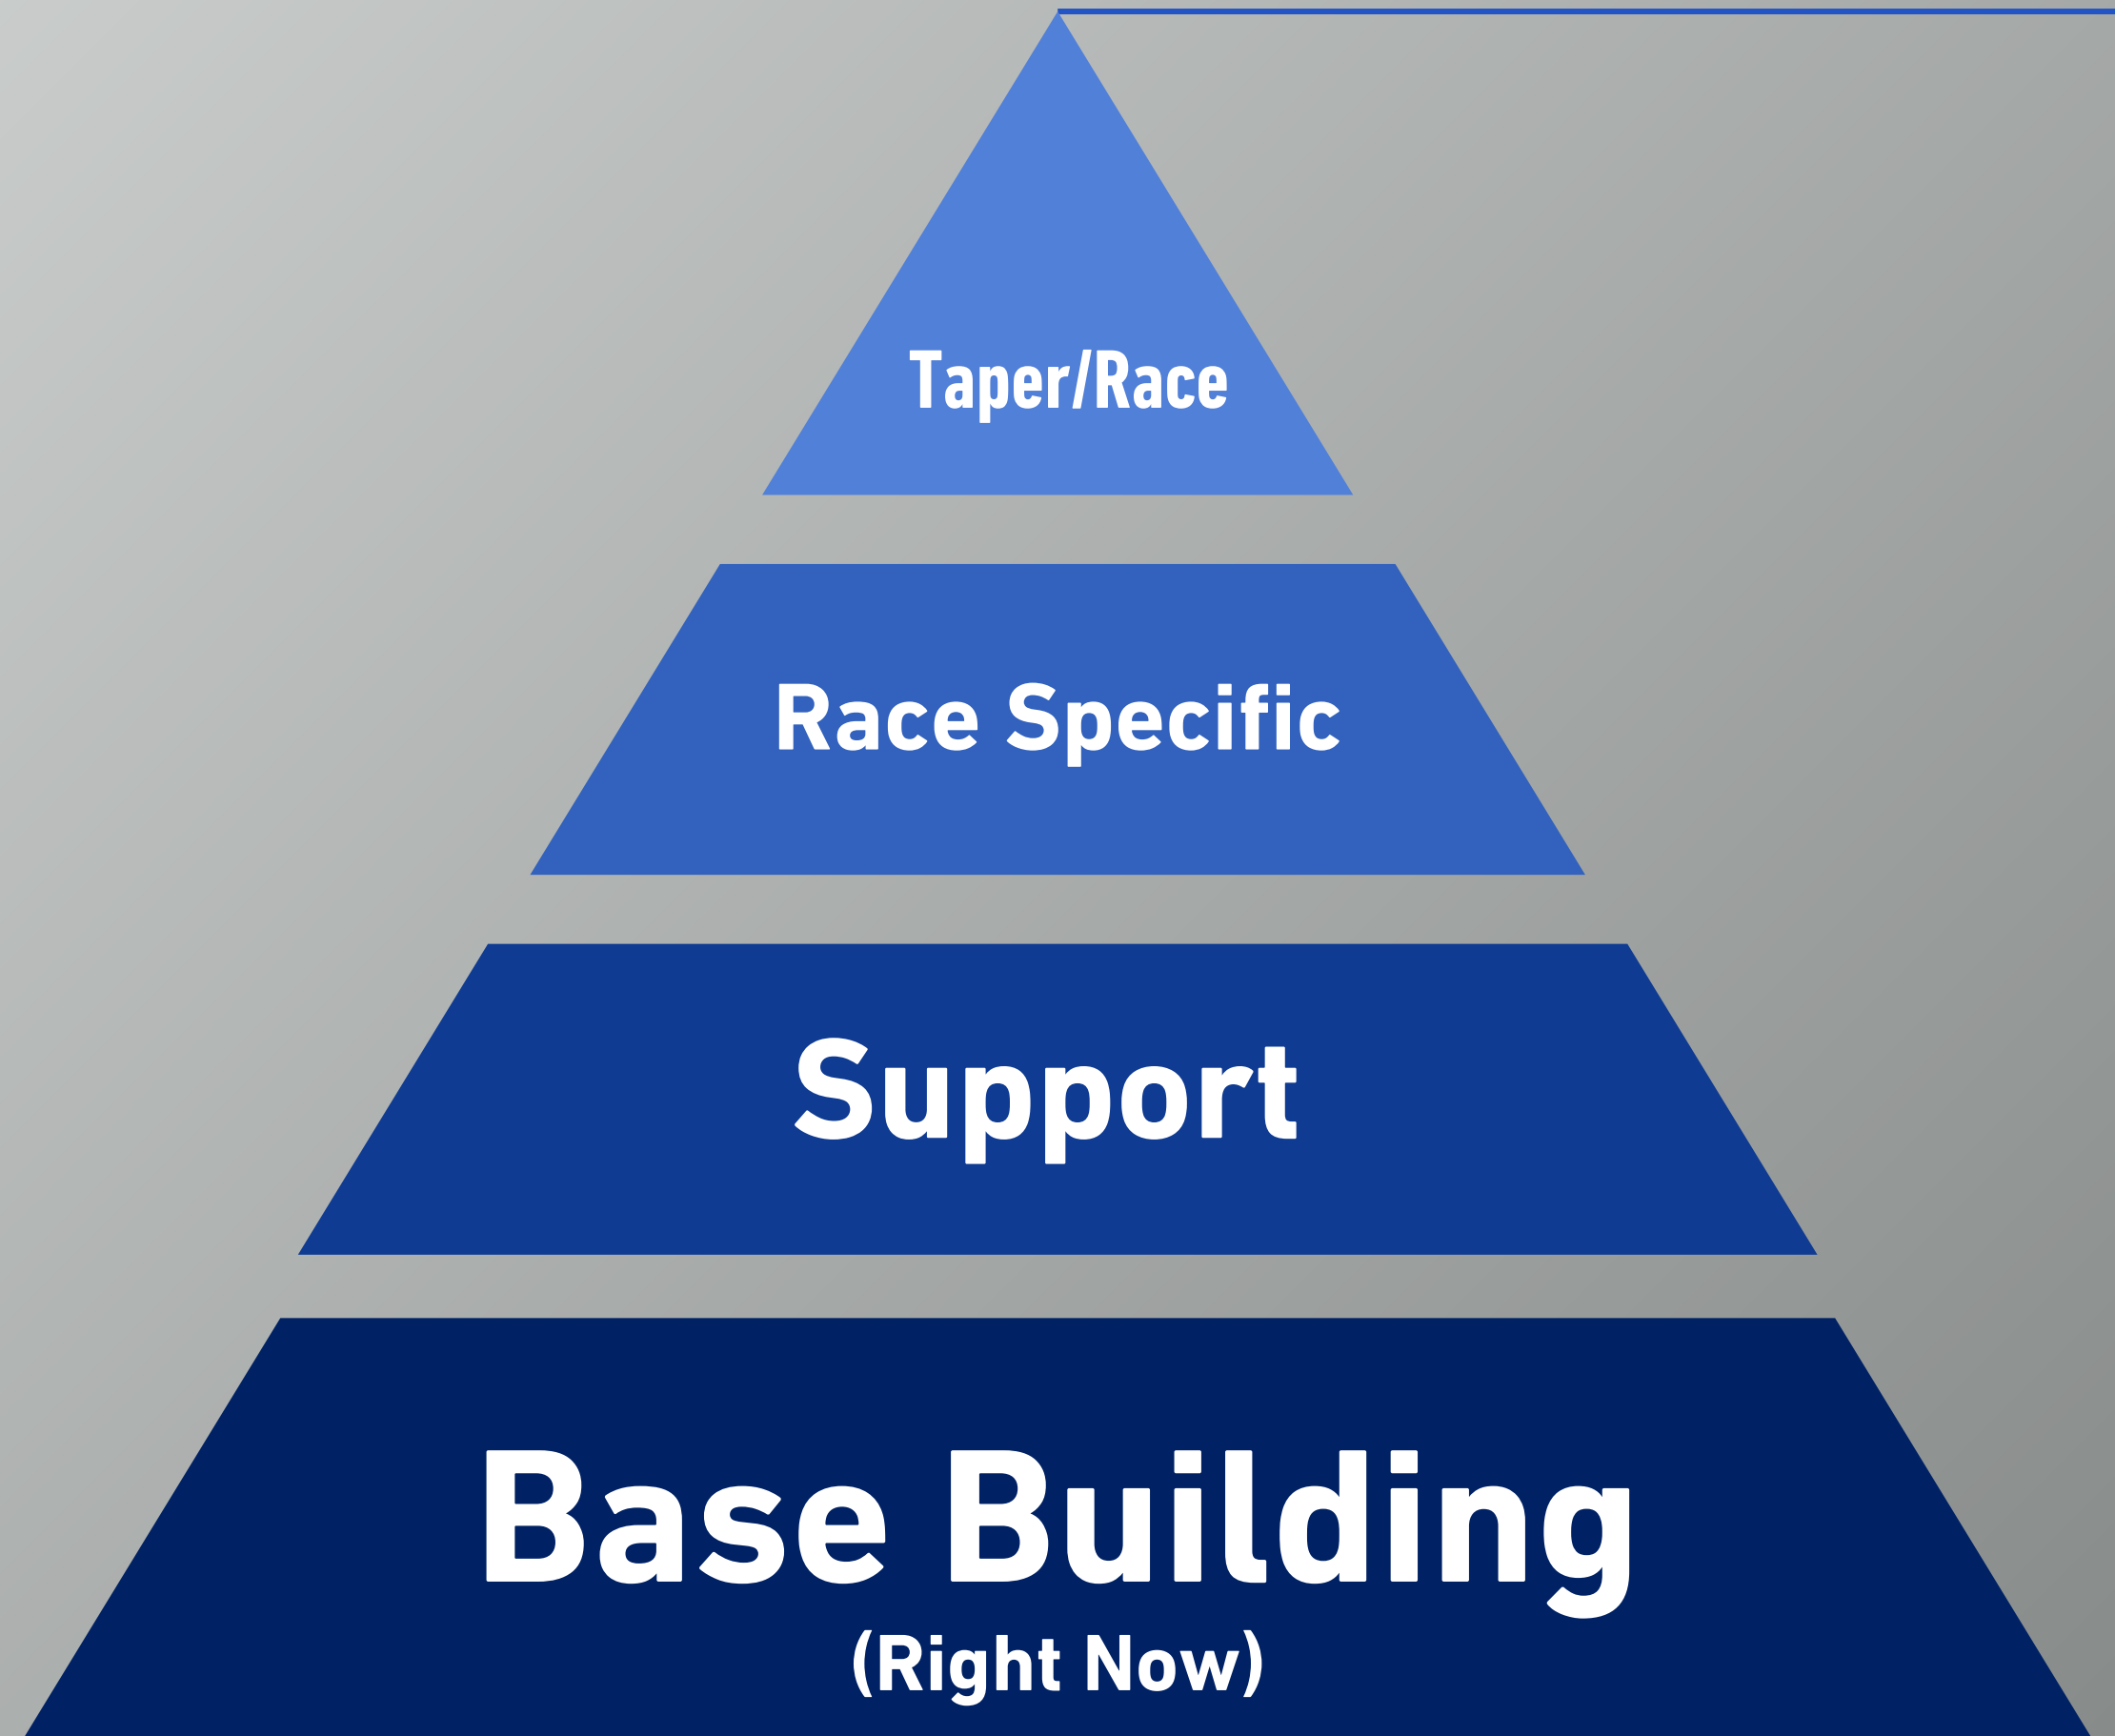 Taper/Race
Race Specific
Support
Base Building
(Right Now)